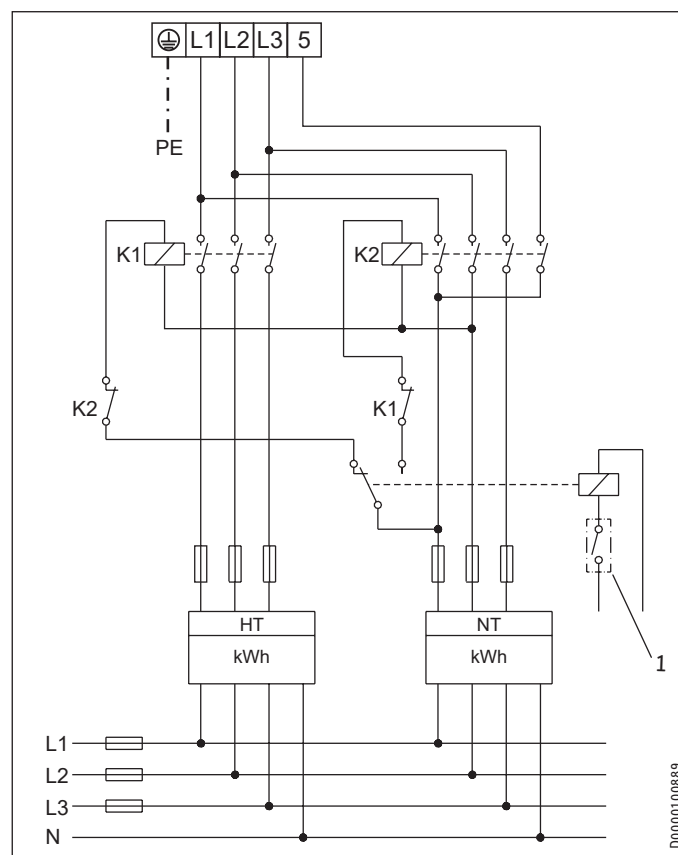 L1 L2 L3 5
PE
K1 K2
K2 K1
HT NT
kWh kWh
1
L1
L2
L3
N
D0000100889